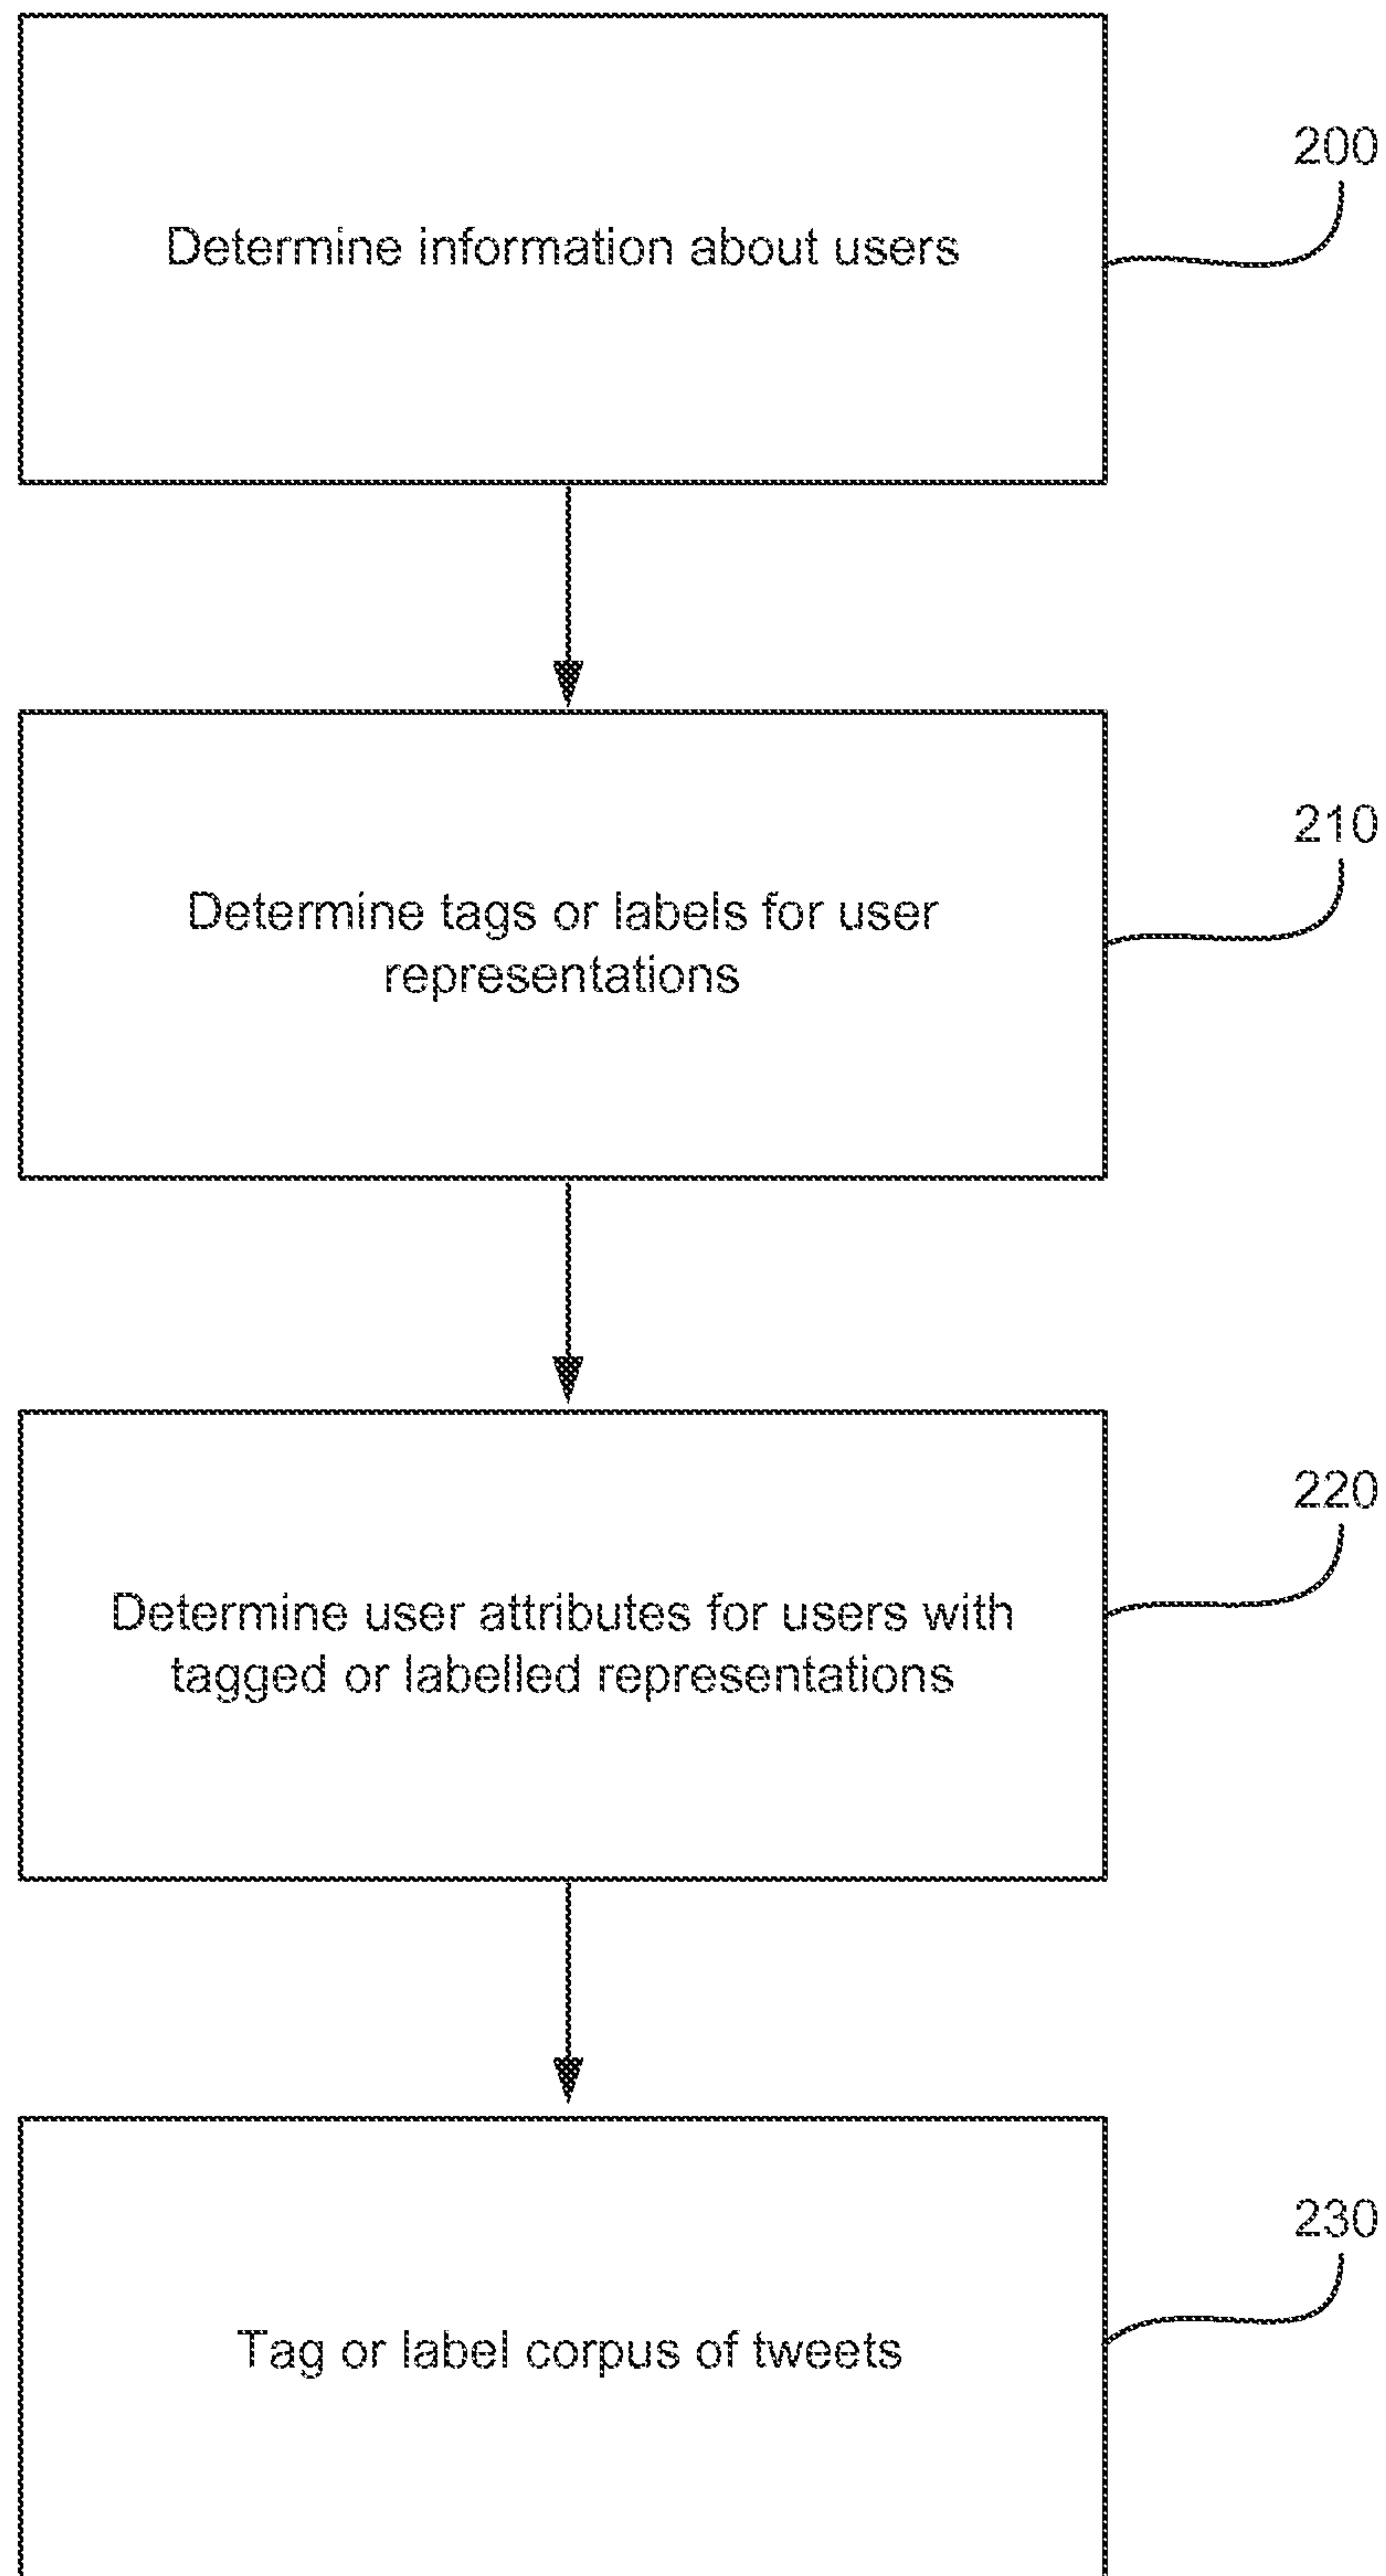 200
Determine information about users
210
Determine tags or labels for user
representations
220
Determine user attributes for users with
tagged or labelled representations
230
Tag or label corpus of tweets